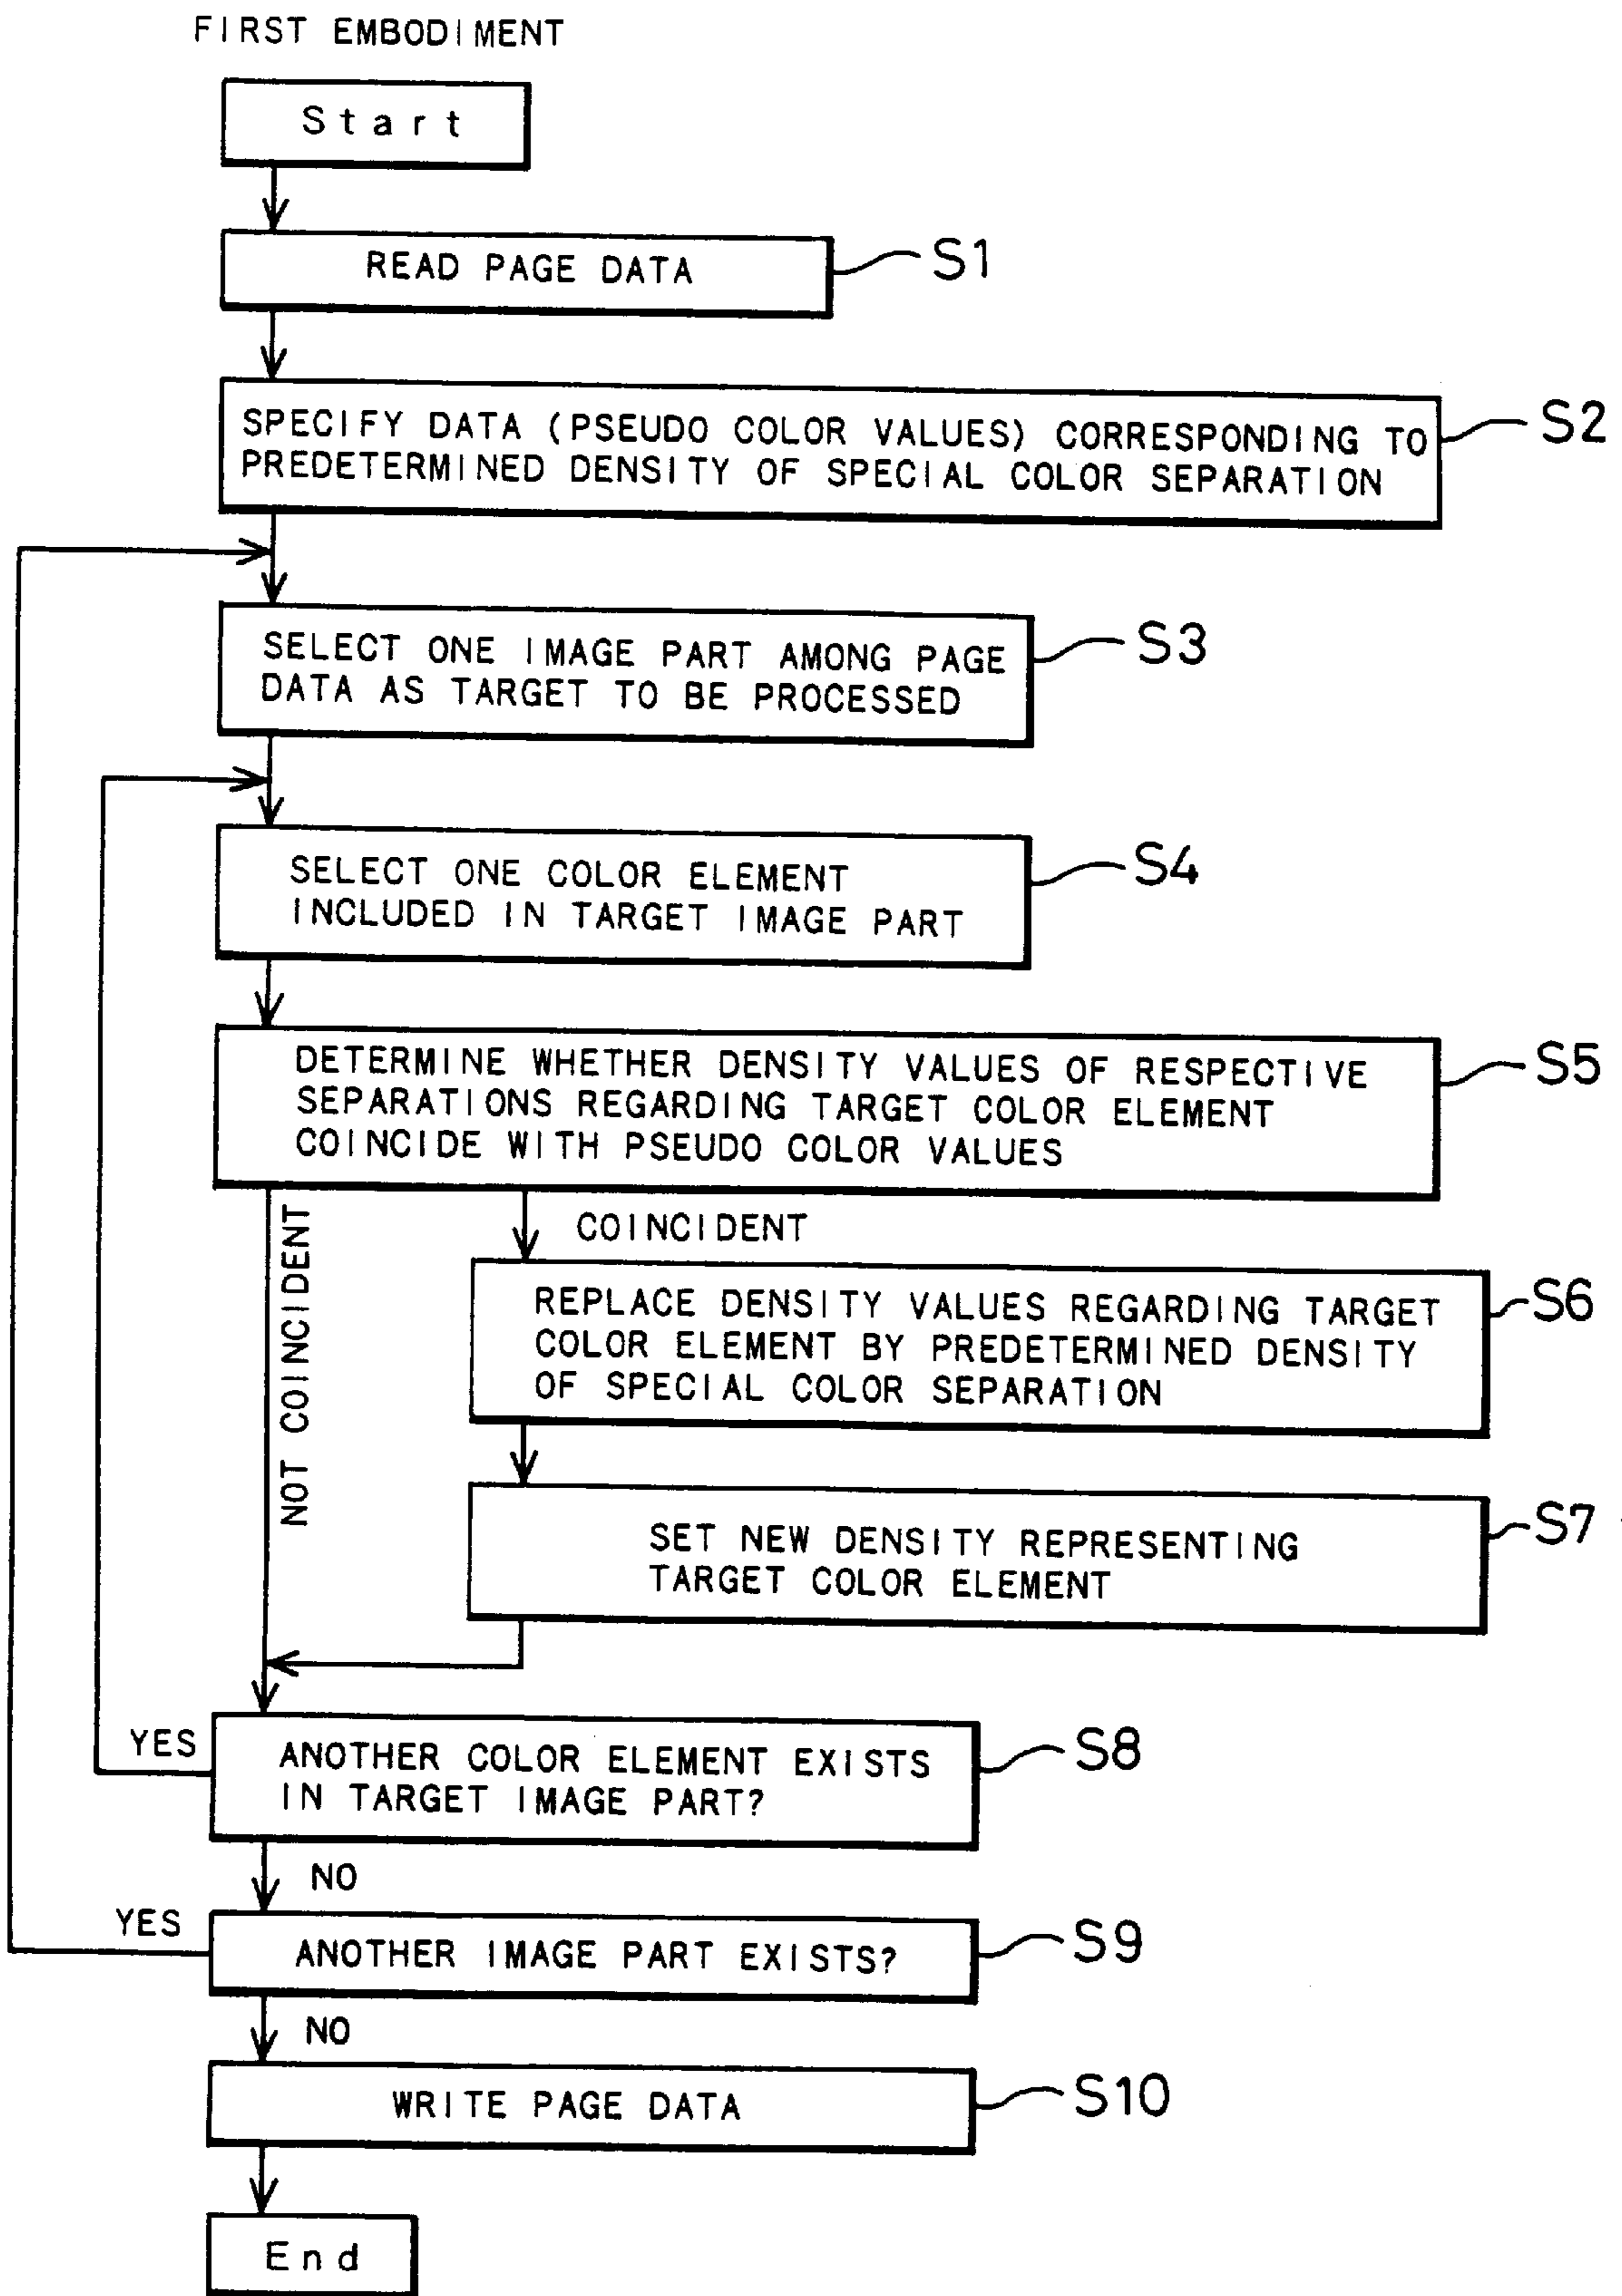 FIRST EMBODIMENT
Start
READ PAGE DATA
S1
SPECIFY DATA (PSEUDO COLOR VALUES) CORRESPONDING TO
PREDETERMINED DENSITY OF SPECIAL COLOR SEPARATION
S2
SELECT ONE IMAGE PART AMONG PAGE
DATA AS TARGET TO BE PROCESSED
S3
SELECT ONE COLOR ELEMENT
INCLUDED IN TARGET IMAGE PART
S4
DETERMINE WHETHER DENSITY VALUES OF RESPECTIVE
SEPARATIONS REGARDING TARGET COLOR ELEMENT
COINCIDE WITH PSEUDO COLOR VALUES
S5
NOT COINCIDENT
COINCIDENT
REPLACE DENSITY VALUES REGARDING TARGET
COLOR ELEMENT BY PREDETERMINED DENSITY
OF SPECIAL COLOR SEPARATION
S6
SET NEW DENSITY REPRESENTING
TARGET COLOR ELEMENT
S7
YES
ANOTHER COLOR ELEMENT EXISTS
IN TARGET IMAGE PART?
S8
NO
YES
ANOTHER IMAGE PART EXISTS?
S9
NO
WRITE PAGE DATA
S10
End